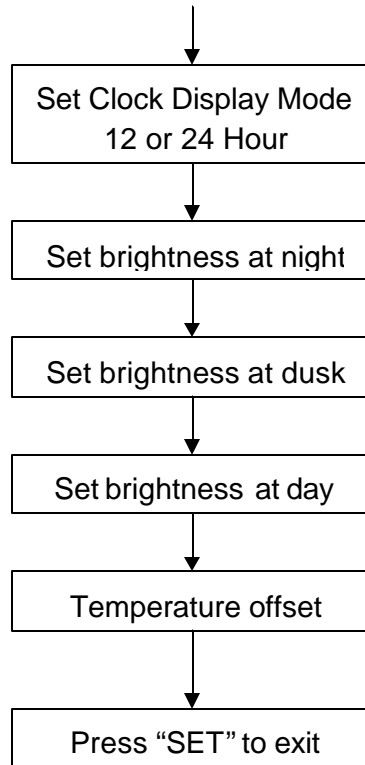 Set Clock Display Mode
12 or 24 Hour
Set brightness at night
Set brightness at dusk
Set brightness at day
Temperature offset
Press “SET” to exit